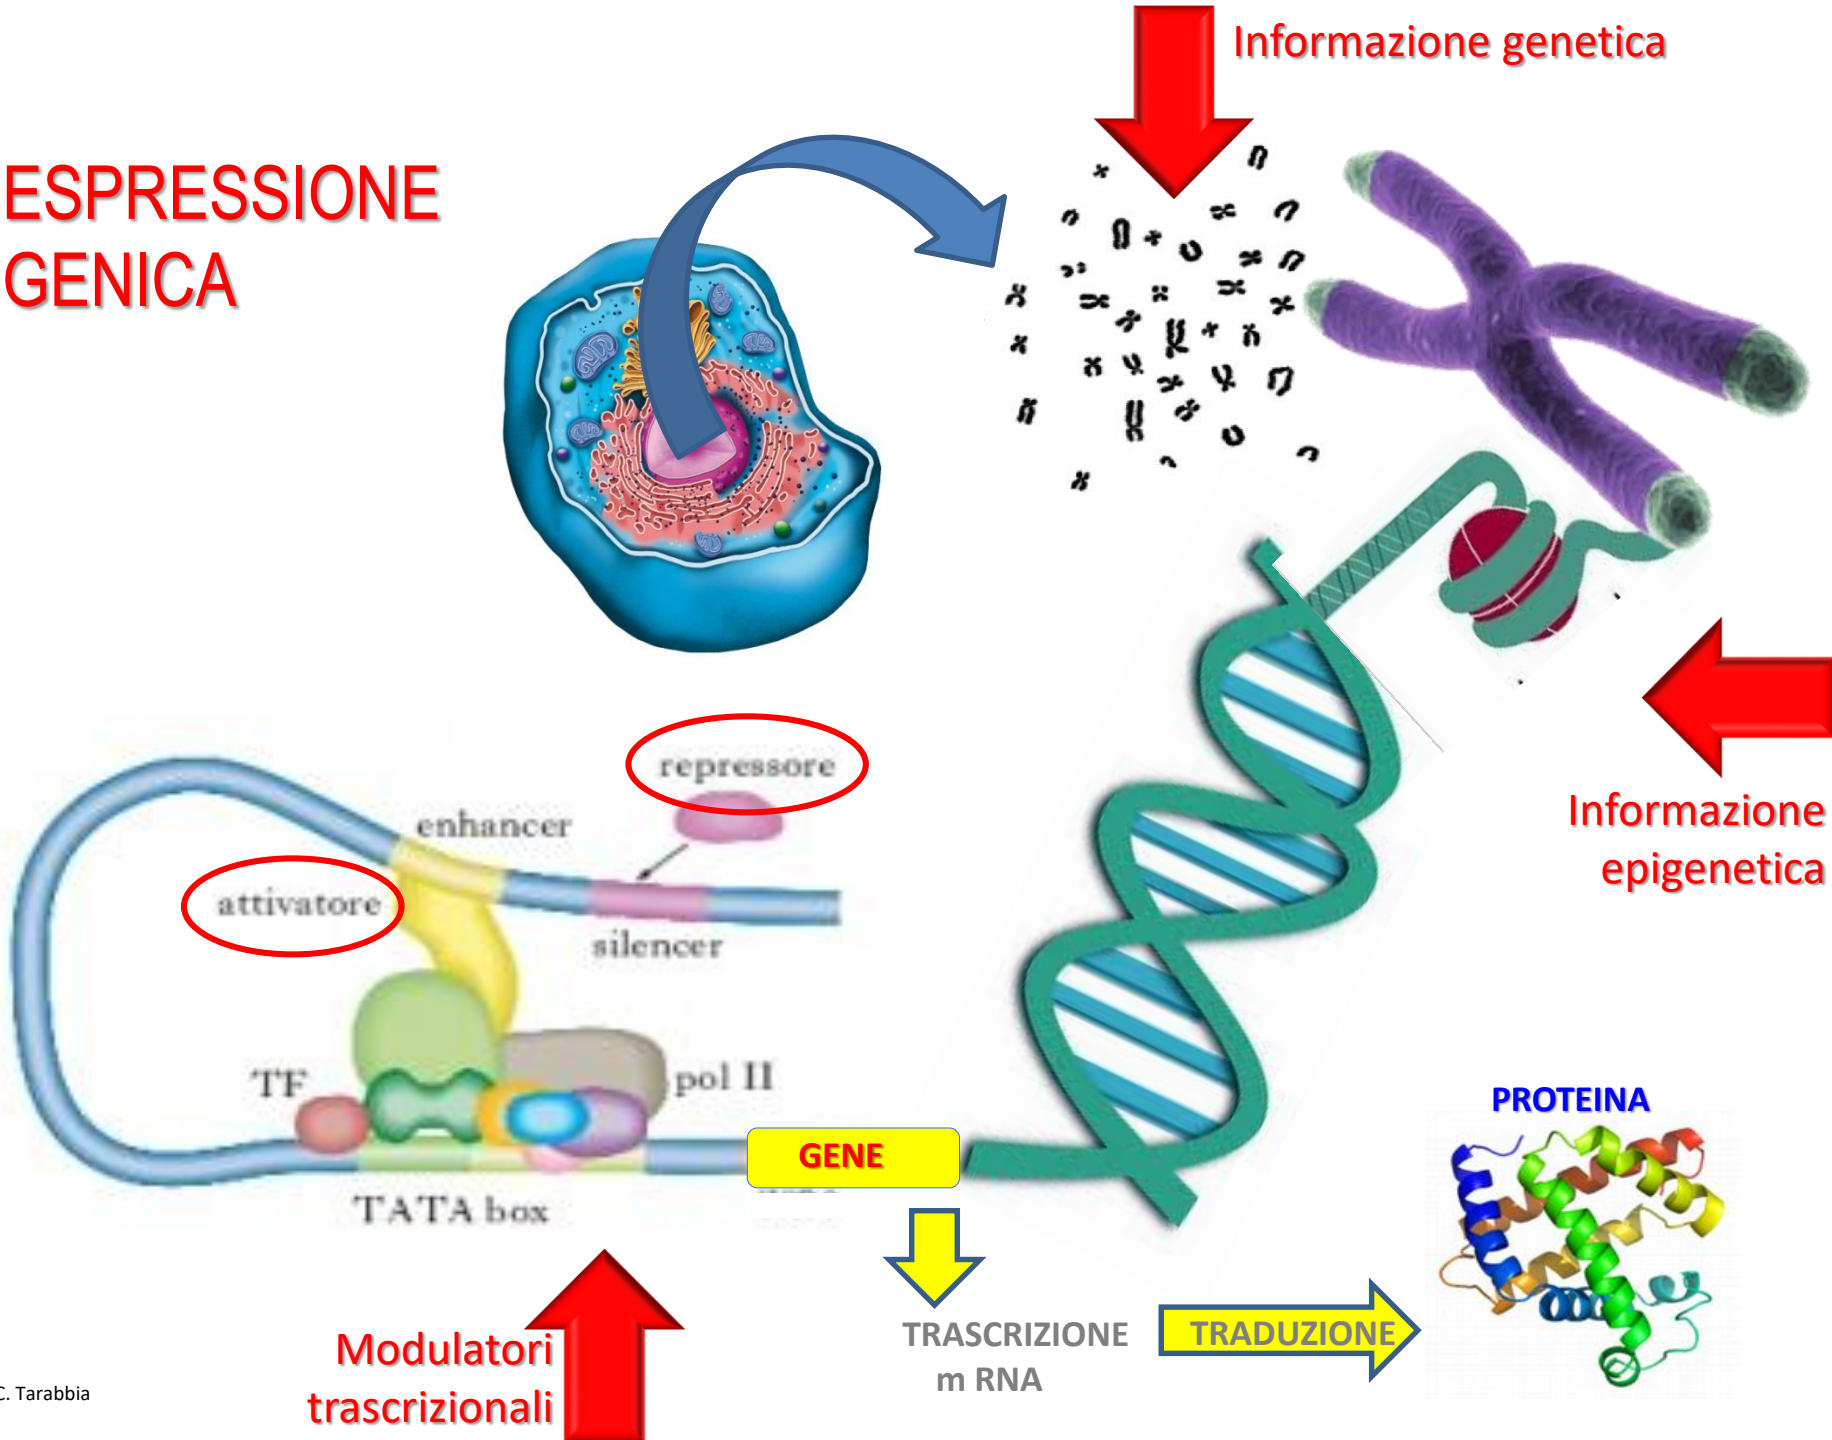 Informazione genetica
ESPRESSIONE
GENICA
repressore
enhancer
attivatore
silencer
TF
pol II
TATA box
GENE
PROTEINA
Informazione
epigenetica
Modulatori
trascrizionali
TRASCRIZIONE
m RNA
TRADUZIONE
C. Tarabbia